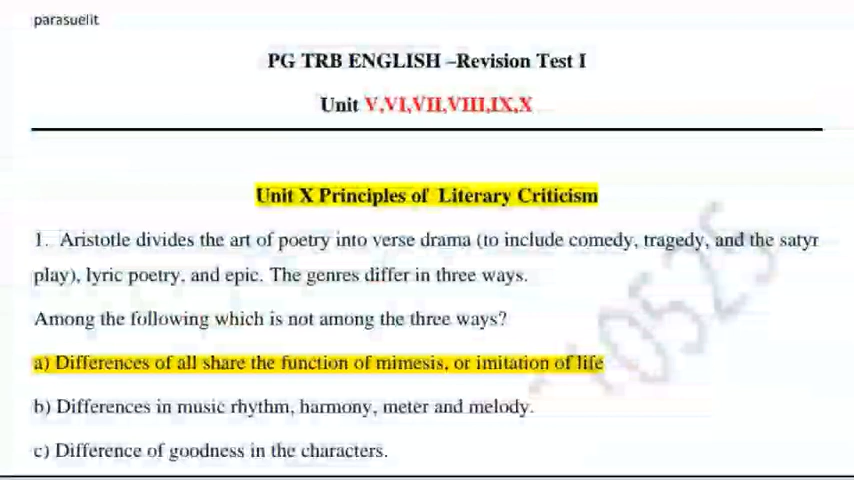 parasuelit
PG TRB ENGLISH –Revision Test I
Unit V,VI,VII,VIII,IX,X
Unit X Principles of Literary Criticism
1. Aristotle divides the art of poetry into verse drama (to include comedy, tragedy, and the satyr
play), lyric poetry, and epic. The genres differ in three ways.
Among the following which is not among the three ways?
a) Differences of all share the function of mimesis, or imitation of life
b) Differences in music rhythm, harmony, meter and melody.
c) Difference of goodness in the characters.